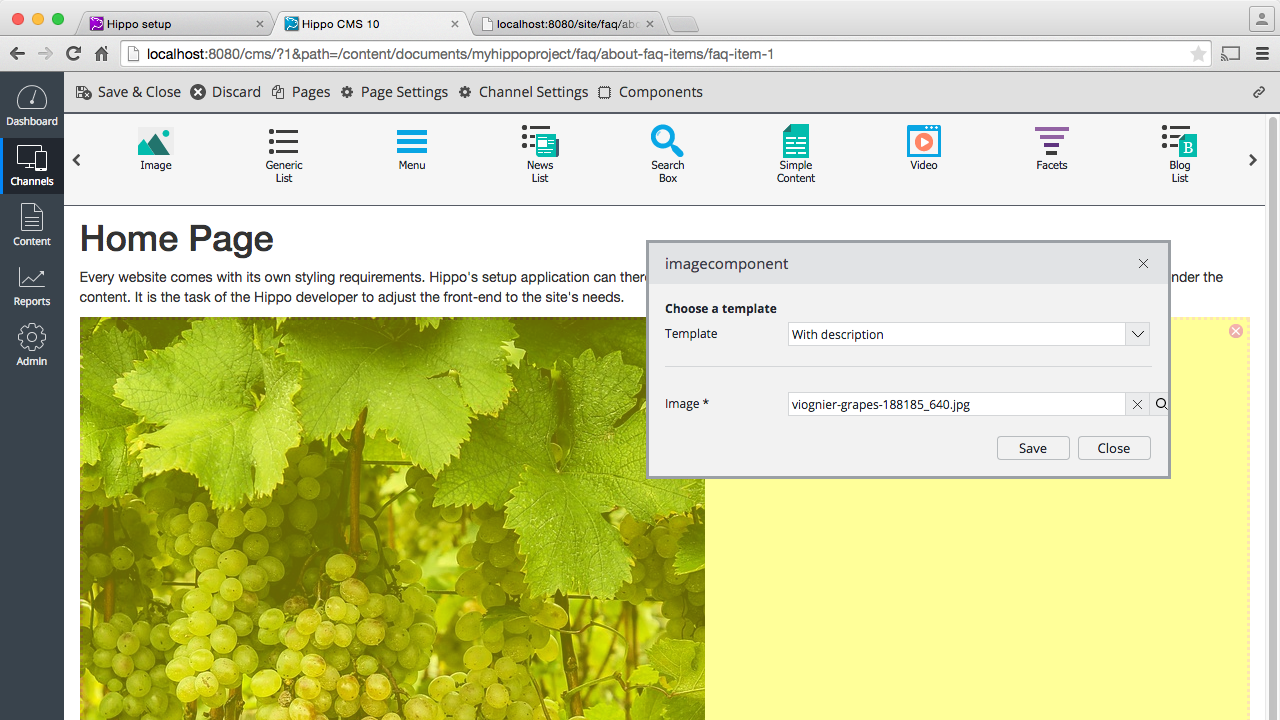 Hippo setup
Hippo CMS 10
localhost:8080/site/faq/abo
localhost:8080/cms/?1&path=/content/documents/myhippoproject/faq/about-faq-items/faq-item-1
Save & Close Discard Pages Page Settings Channel Settings Components
Dashboard
Channels
Content
Reports
Admin
Image
Generic
List
Menu
News
List
Search
Box
Simple
Content
Video
Facets
B
Blog
List
Home Page
Every website comes with its own styling requirements. Hippo's setup application can nder the
content. It is the task of the Hippo developer to adjust the front-end to the site's needs.
imagecomponent
Choose a template
Template With description
Image * viognier-grapes-188185_640.jpg
Save Close